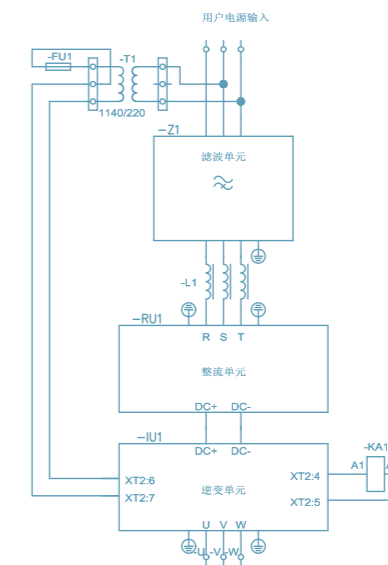 用户电源输入
-FU1
-T1
1140/220
-Z1
滤波单元
-L1
-RU1
R S T
整流单元
DC+ DC-
-IU1
DC+ DC-
-KA1
A1
XT2:6
XT2:4
XT2:7
逆变单元
XT2:5
U V W
-U -V -W